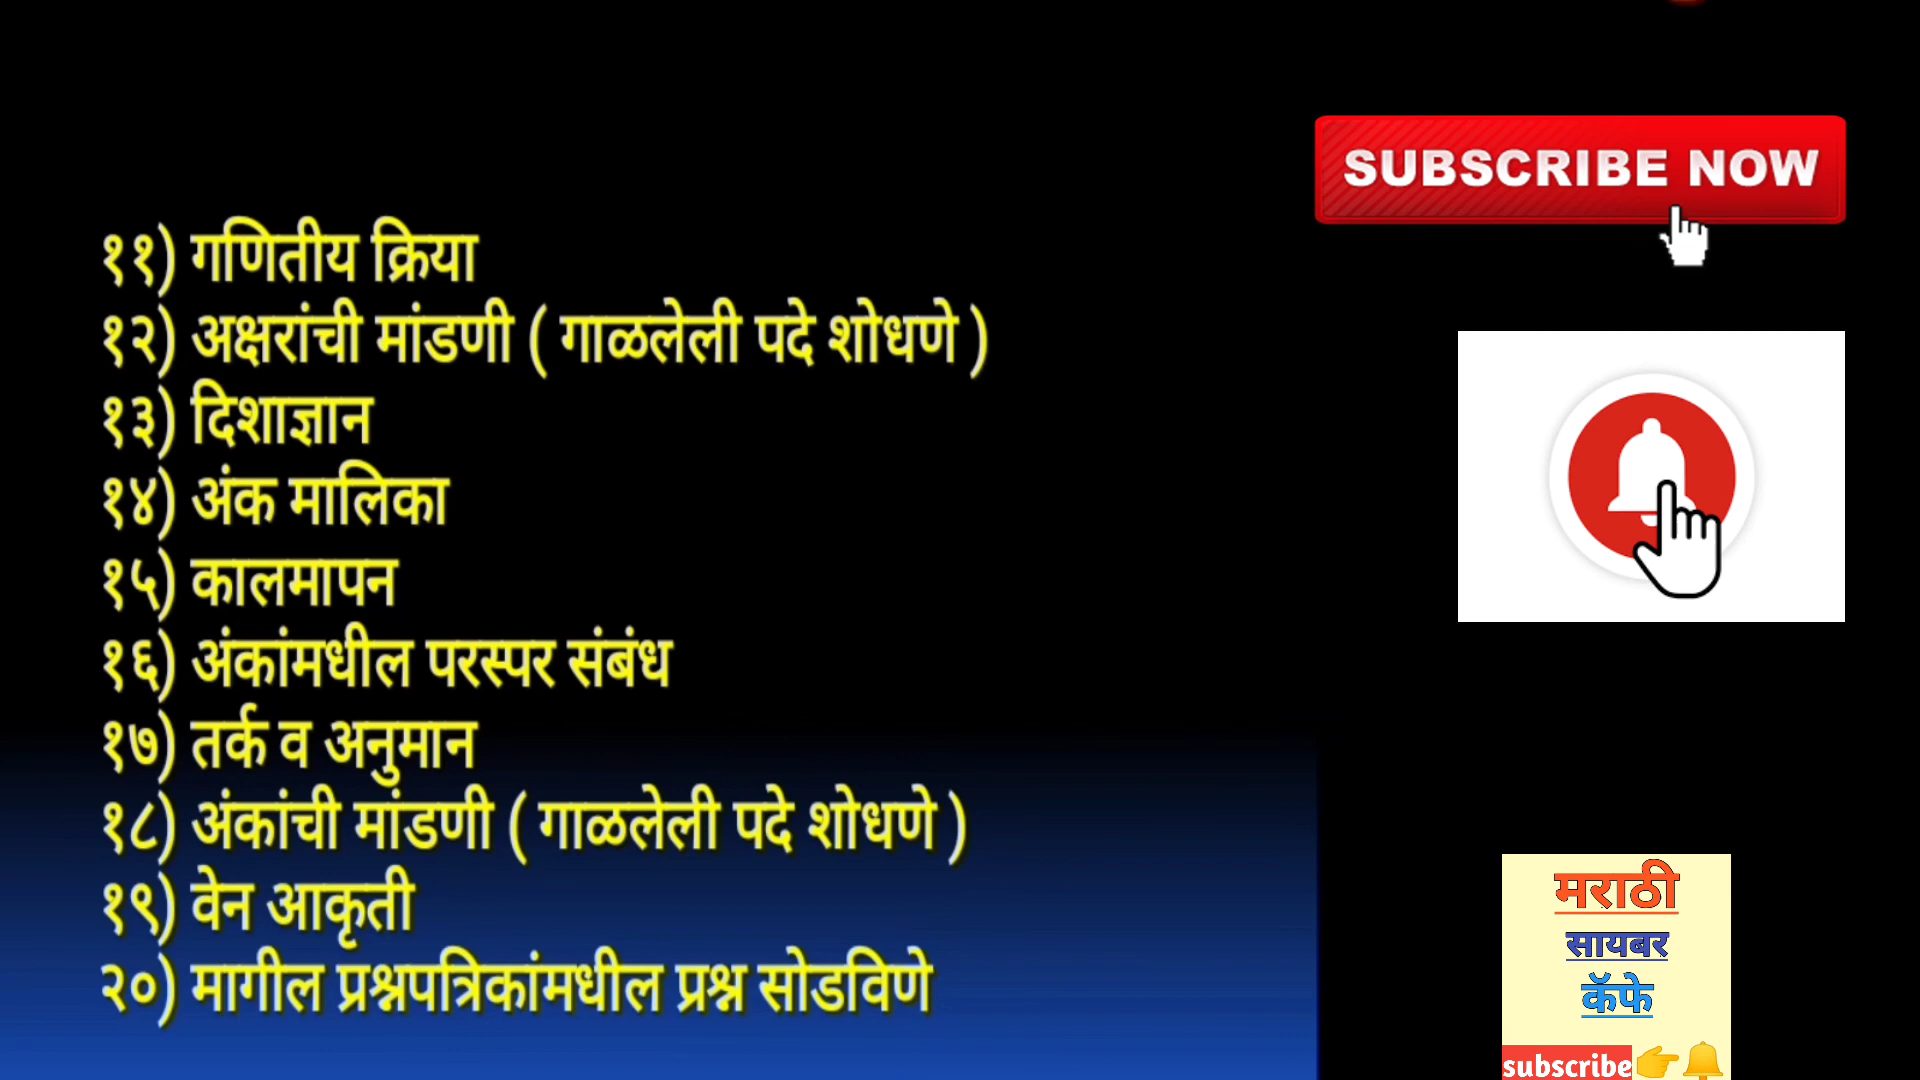 SUBSCRIBE NOW
११) गणितीय क्रिया
१२) अक्षरांची मांडणी ( गाळलेली पदे शोधणे )
१३) दिशाज्ञान
१४) अंक मालिका
१५) कालमापन
१६) अंकांमधील परस्पर संबंध
१७) तर्क व अनुमान
१८) अंकांची मांडणी ( गाळलेली पदे शोधणे )
१९) वेन आकृती
२०) मागील प्रश्नपत्रिकांमधील प्रश्न सोडविणे
मराठी
सायबर
कॅफे
subscribe